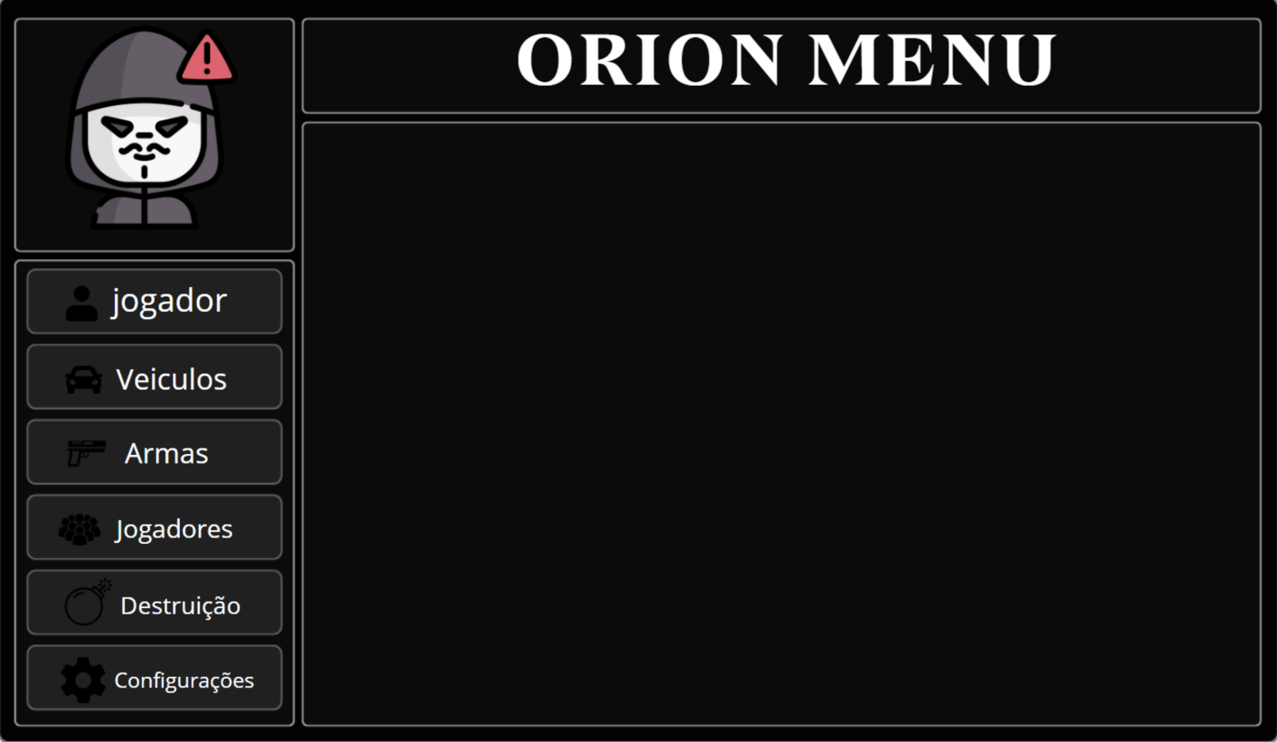 ORION MENU
jogador
Veiculos
Armas
Jogadores
Destruição
Configurações